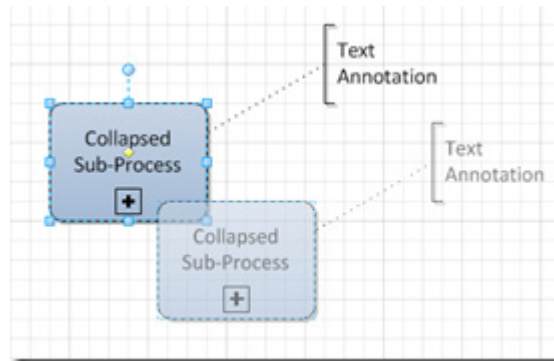 Text
Annotation
Collapsed
Sub-Process
Text
Annotation
Collapsed
Sub-Process